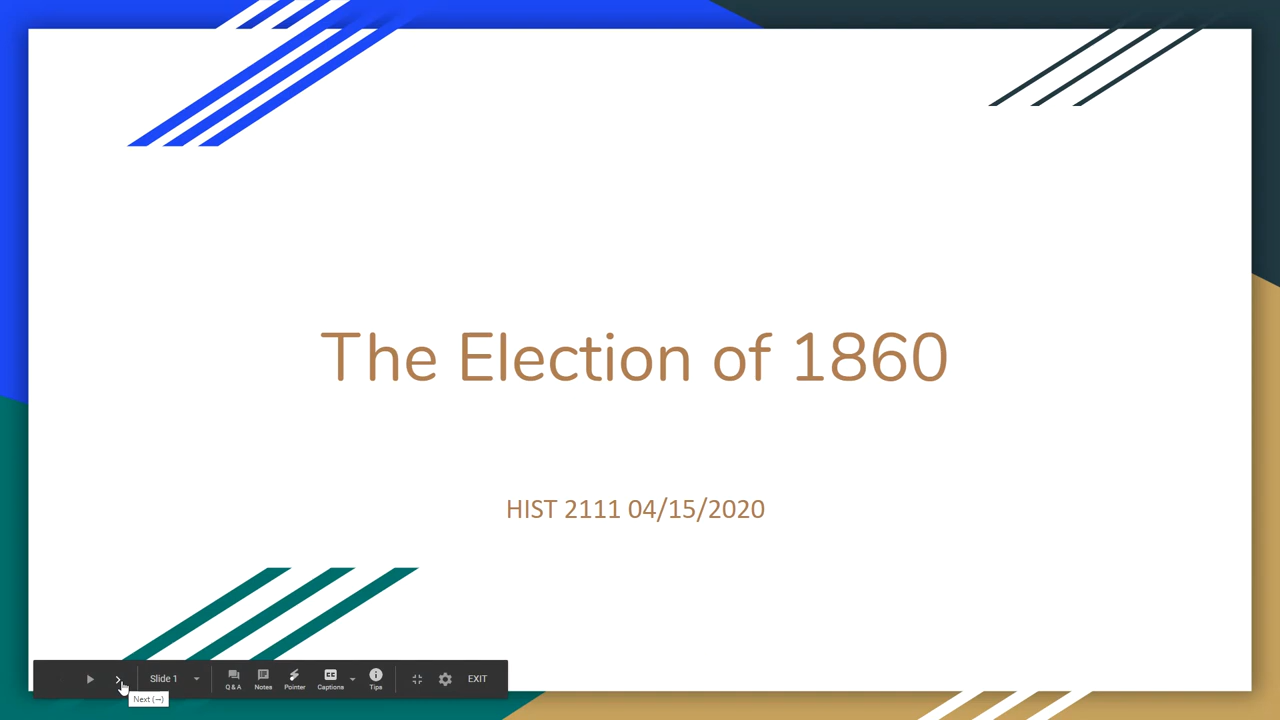 The Election of 1860
HIST 2111 04/15/2020
Slide 1
Q & A
Notes
Pointer
Captions
Tips
EXIT
Next (→)